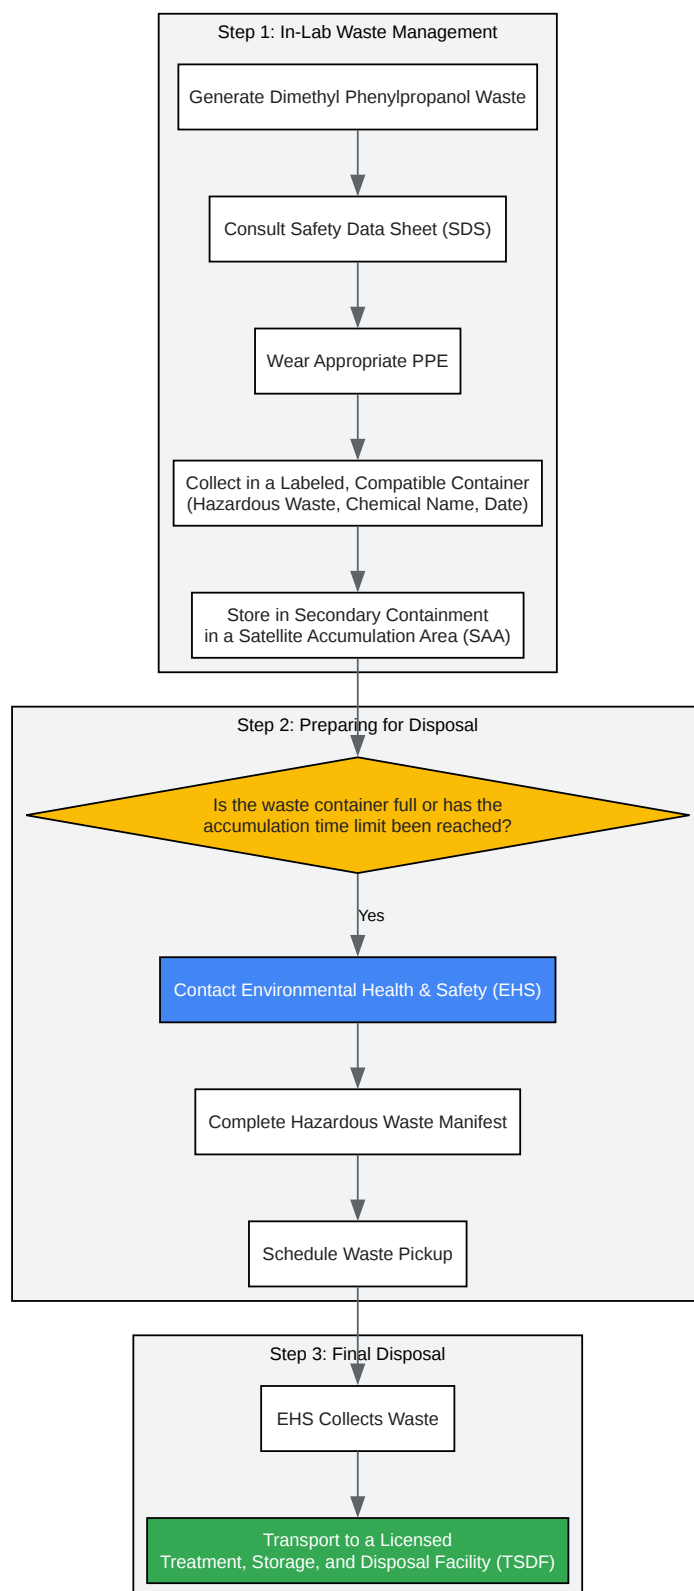 Step 1: In-Lab Waste Management
Generate Dimethyl Phenylpropanol Waste
Consult Safety Data Sheet (SDS)
Wear Appropriate PPE
Collect in a Labeled, Compatible Container
(Hazardous Waste, Chemical Name, Date)
Store in Secondary Containment
in a Satellite Accumulation Area (SAA)
Step 2: Preparing for Disposal
Is the waste container full or has the
accumulation time limit been reached?
Yes
Contact Environmental Health & Safety (EHS)
Complete Hazardous Waste Manifest
Schedule Waste Pickup
Step 3: Final Disposal
EHS Collects Waste
Transport to a Licensed
Treatment, Storage, and Disposal Facility (TSDF)